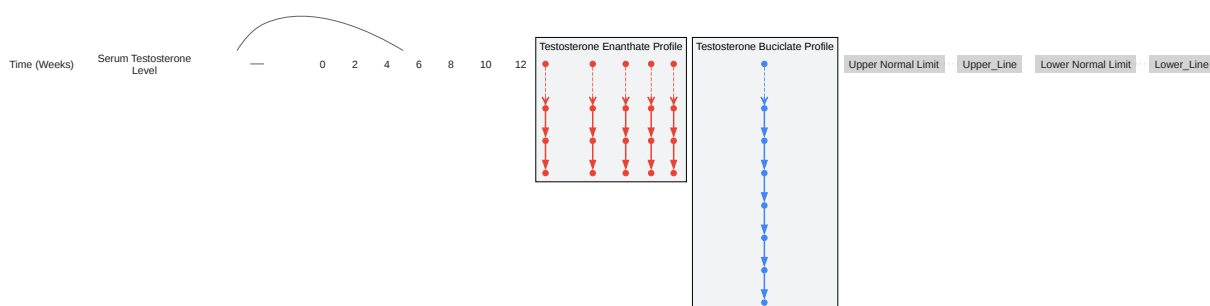 Time (Weeks)
Serum Testosterone
Level
0 2 4 6 8 10 12
Testosterone Enanthate Profile
Testosterone Buciclate Profile
Upper Normal Limit
Upper_Line
Lower Normal Limit
Lower_Line